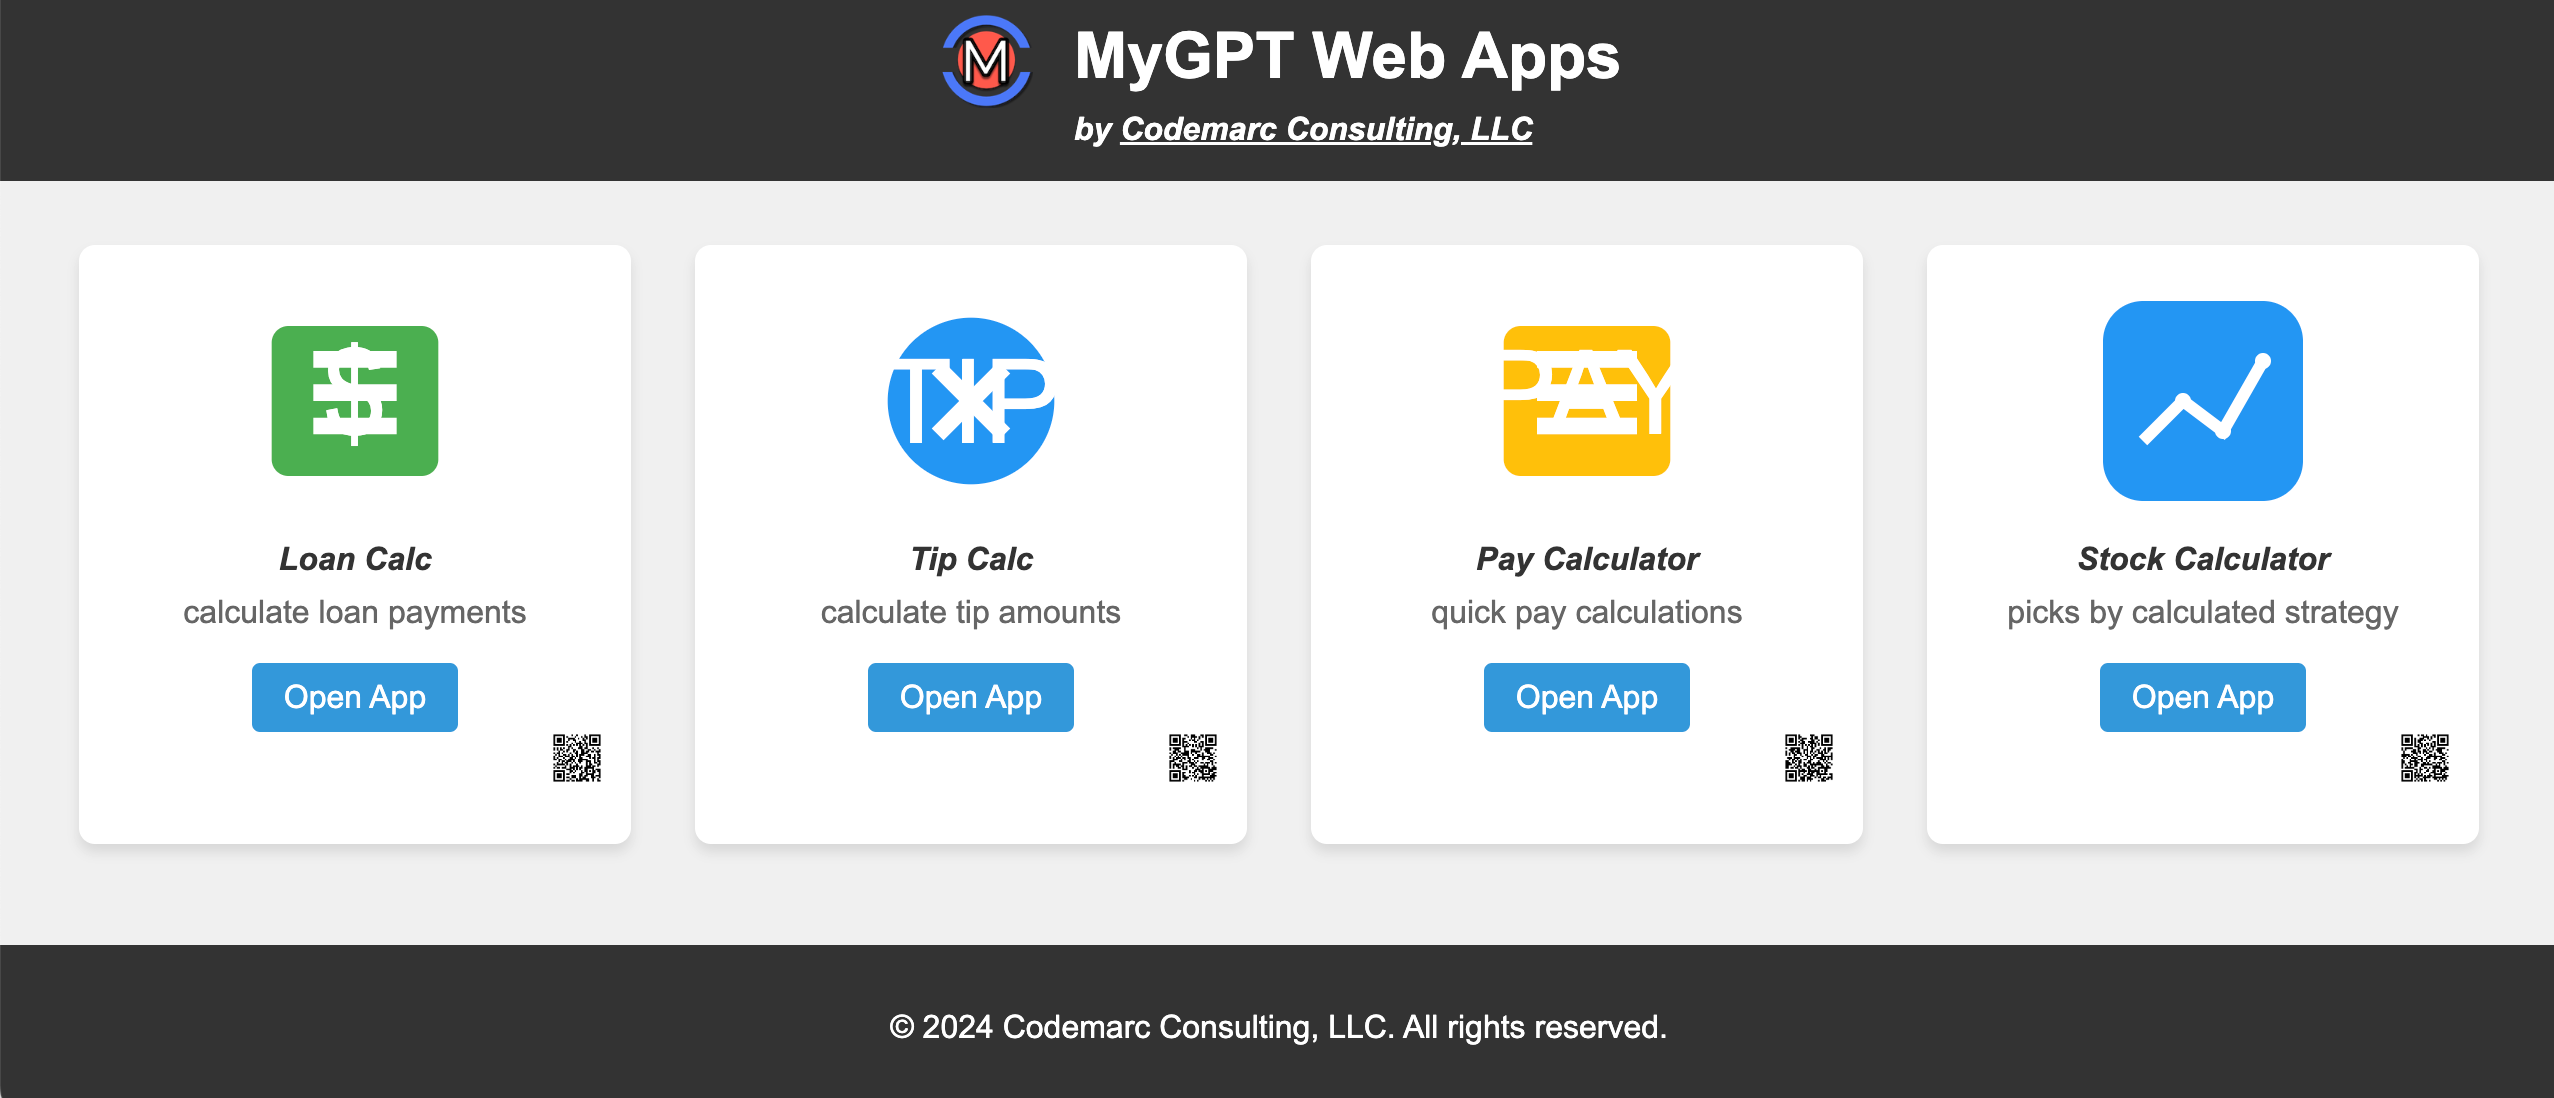 M
MyGPT Web Apps
by Codemarc Consulting, LLC
$
TIP
PAY
Loan Calc
Tip Calc
Pay Calculator
Stock Calculator
calculate loan payments
calculate tip amounts
quick pay calculations
picks by calculated strategy
Open App
Open App
Open App
Open App
© 2024 Codemarc Consulting, LLC. All rights reserved.